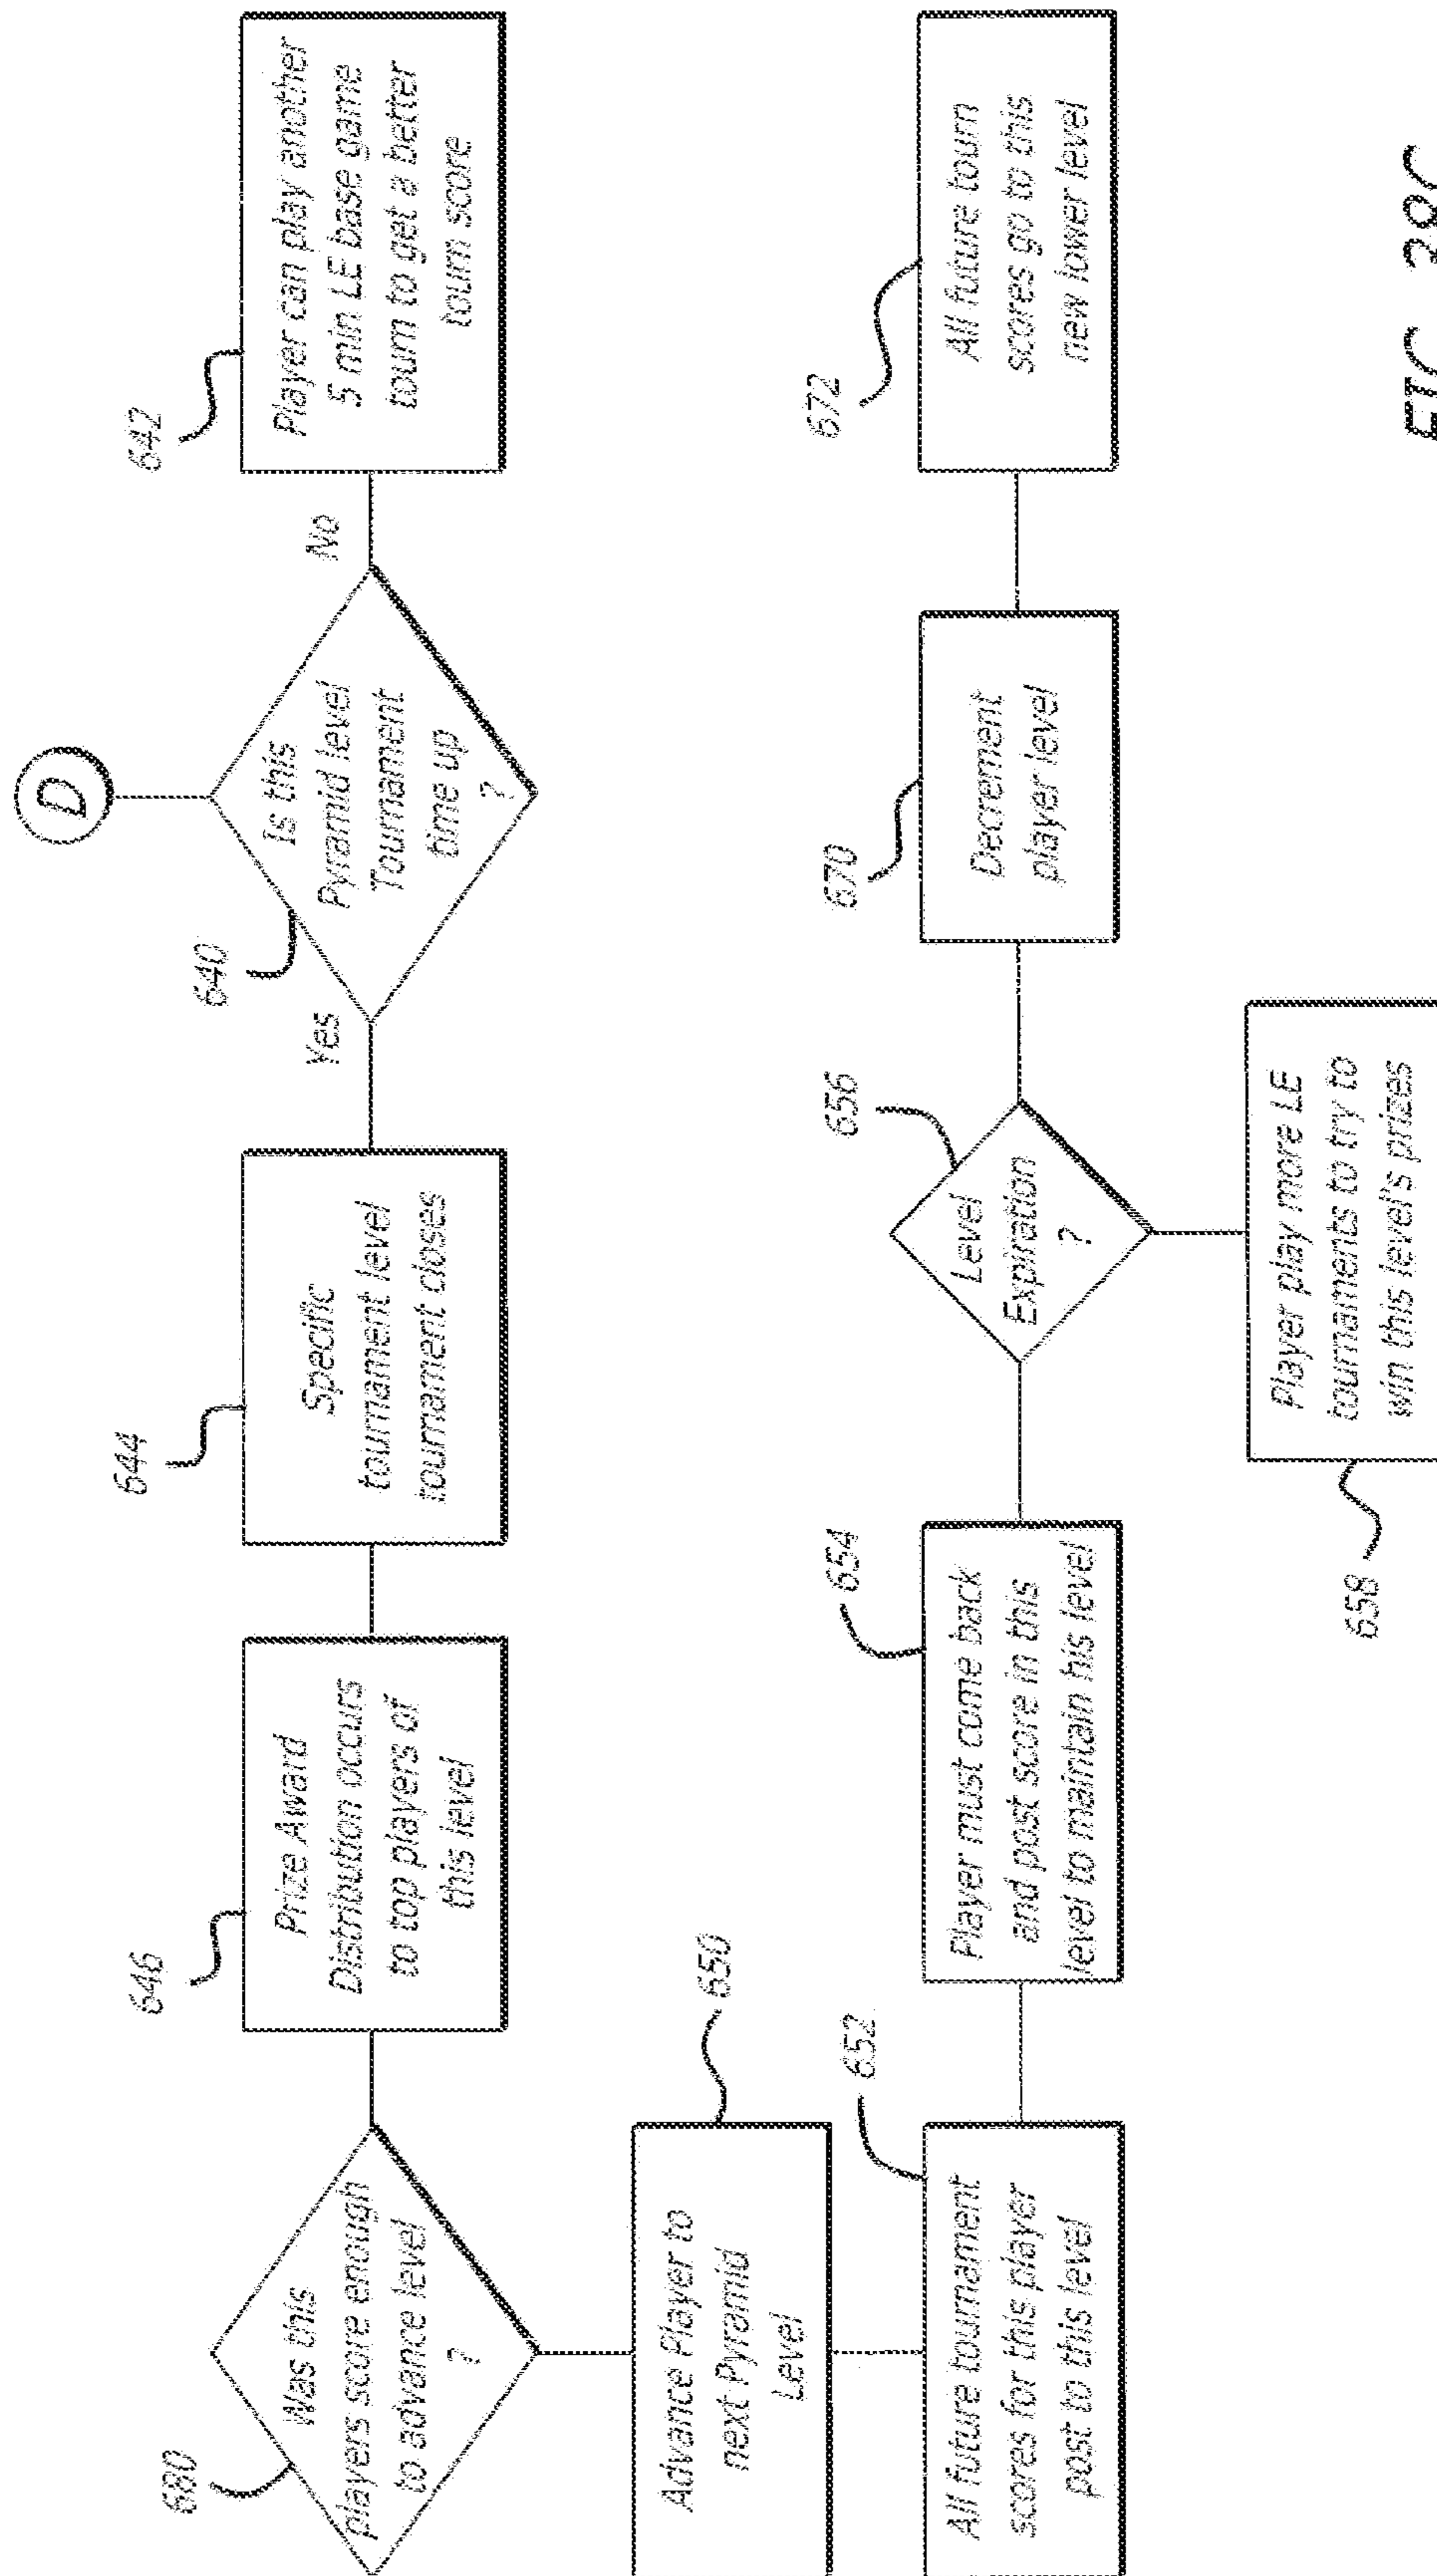 D
640
Is this
Pyramid level
Tournament
time up
?
No
642
Player can play another
5 min LE base game
tourn to get a better
tourn score
Yes
644
Specific
tournament level
tournament closes
646
Prize Award
Distribution occurs
to top players of
this level
680
Was this
players score enough
to advance level
?
650
Advance Player to
next Pyramid
Level
652
All future tournament
scores for this player
post to this level
654
Player must come back
and post score in this
level to maintain his level
656
Level
Expiration
?
658
Player play more LE
tournaments to try to
win this level's prizes
670
Decrement
player level
672
All future tourn
scores go to this
new lower level
FIG._38C